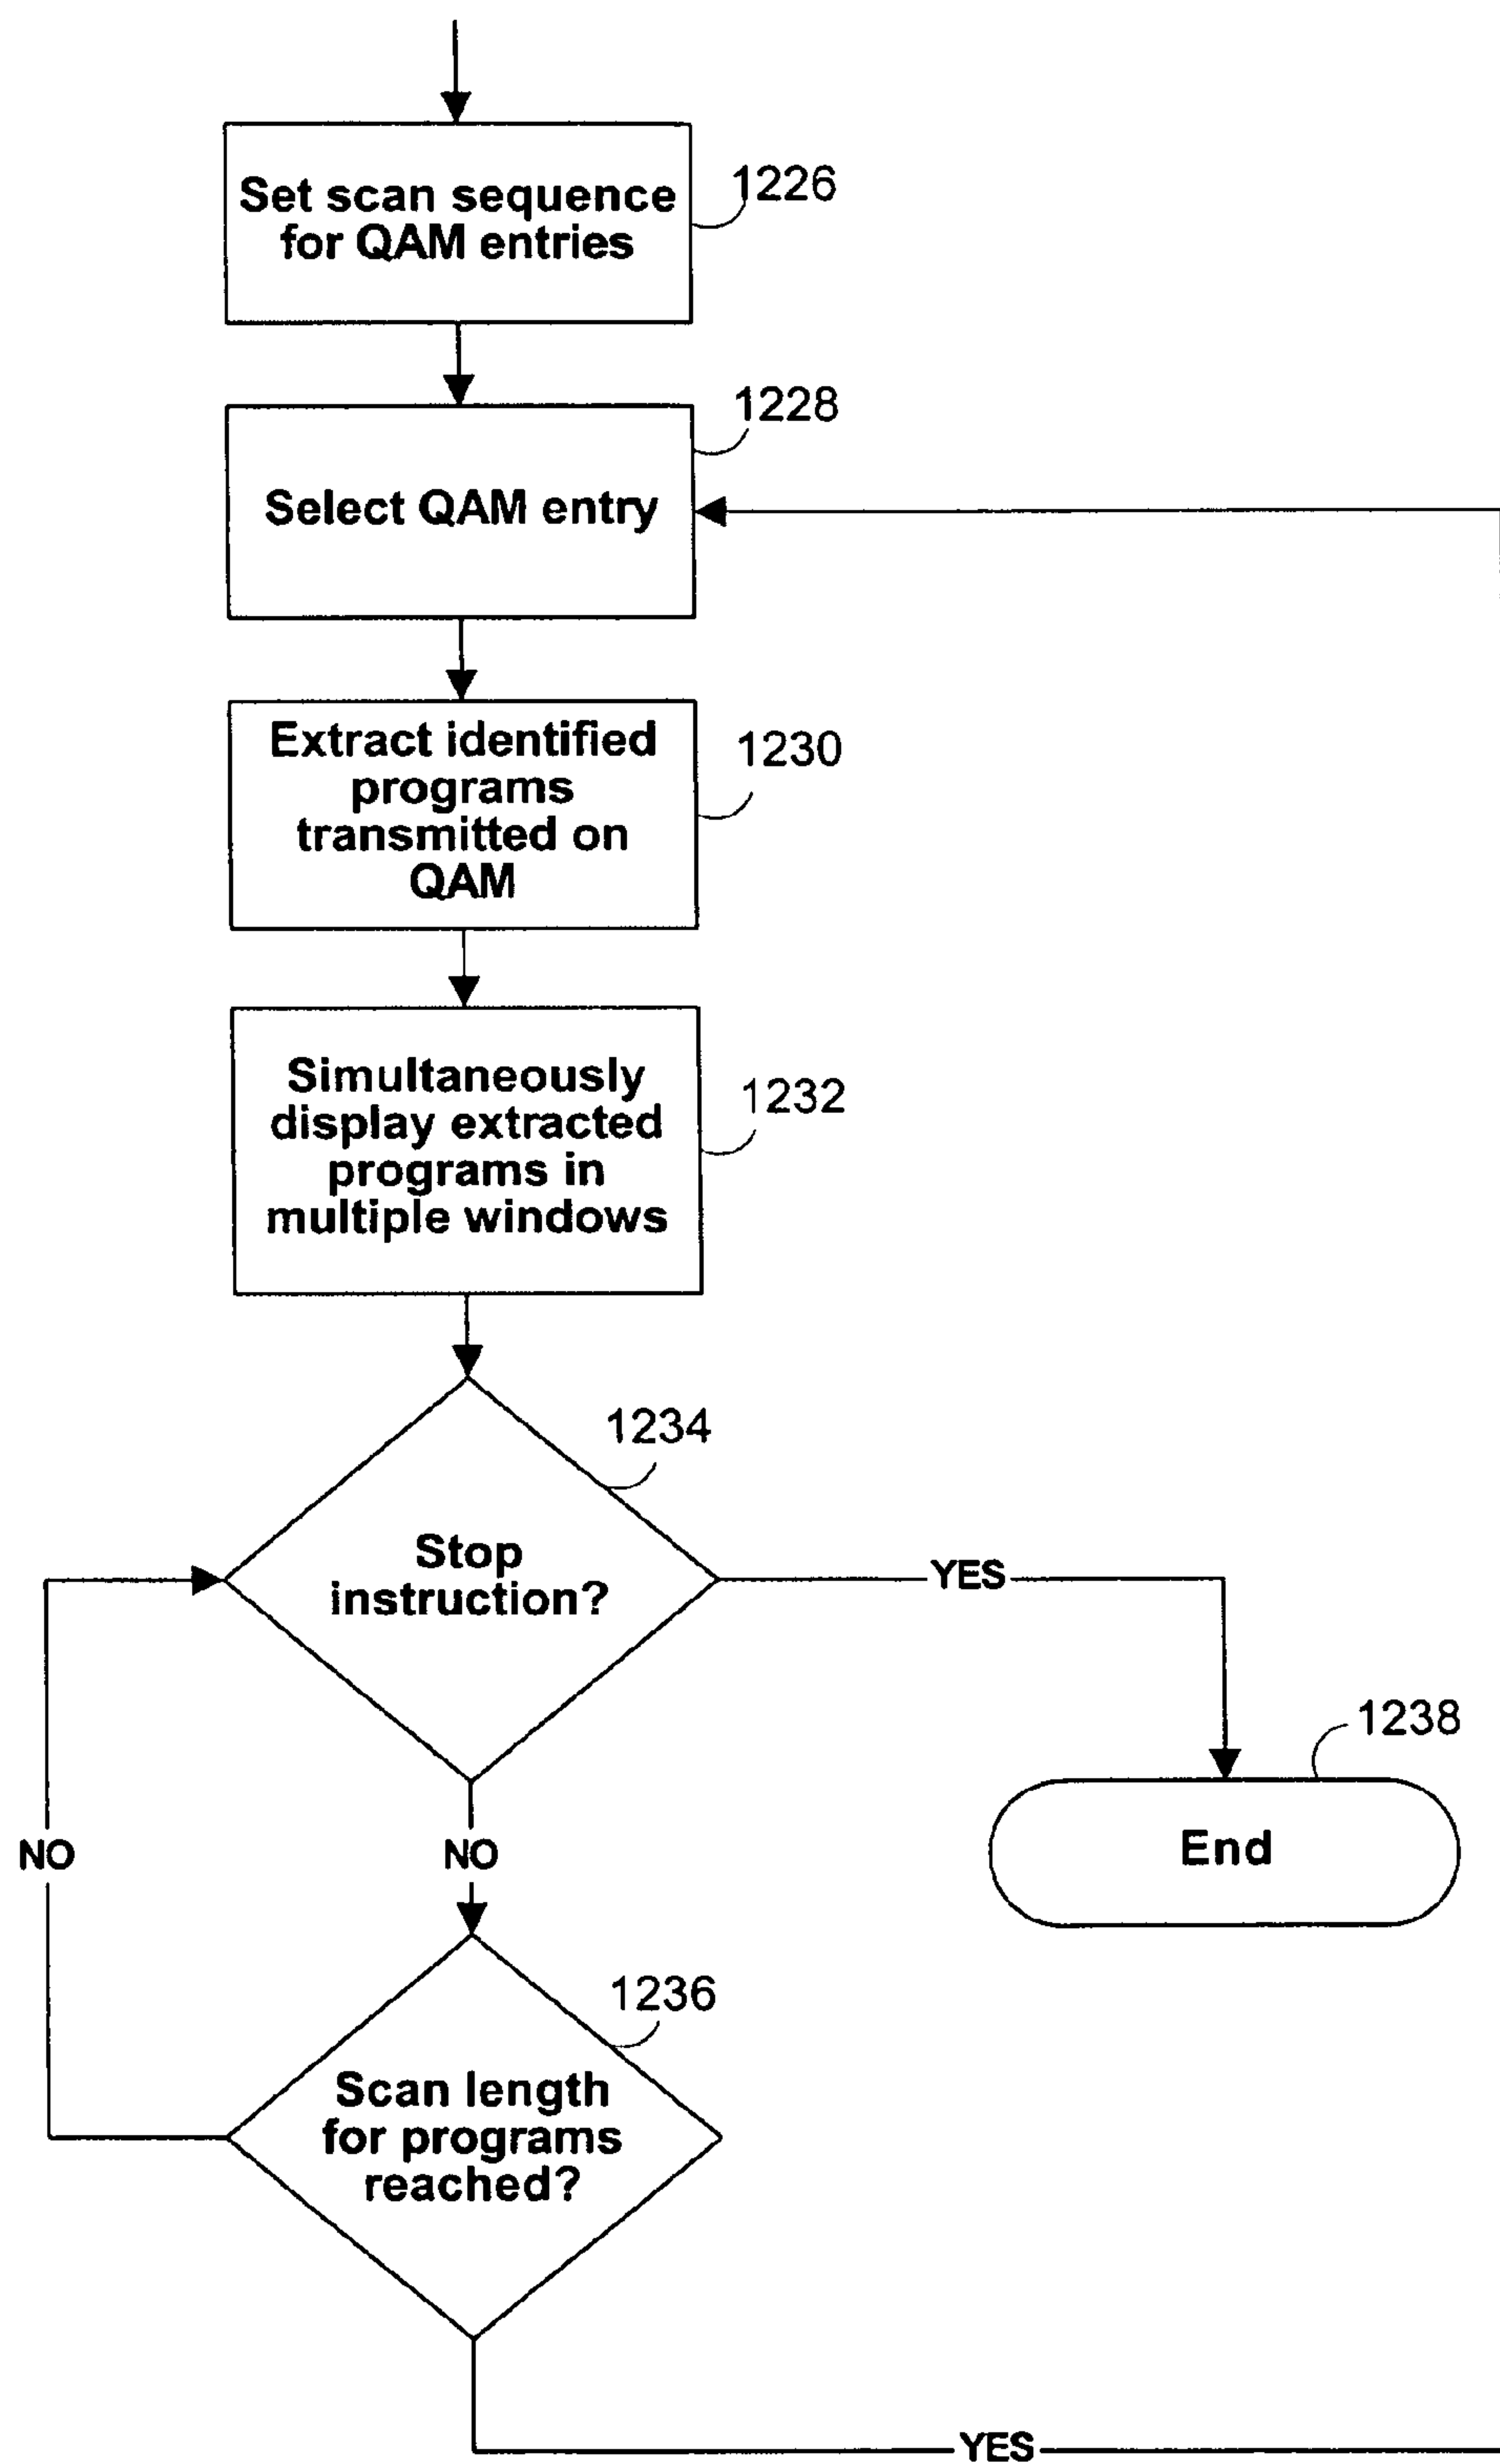 Set scan sequence
for QAM entries
1226
1228
Select QAM entry
Extract identified
programs
transmitted on
QAM
1230
Simultaneously
display extracted
programs in
multiple windows
1232
1234
Stop
instruction?
YES
1238
End
NO
NO
1236
Scan length
for programs
reached?
YES